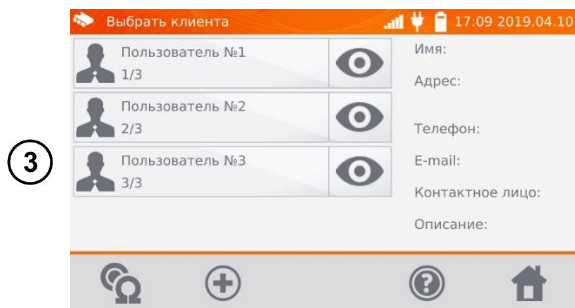 Выбрать клиента
17:09 2019.04.10
Пользователь №1
1/3
Пользователь №2
2/3
Пользователь №3
3/3
Имя:
Адрес:
Телефон:
E-mail:
Контактное лицо:
Описание:
3